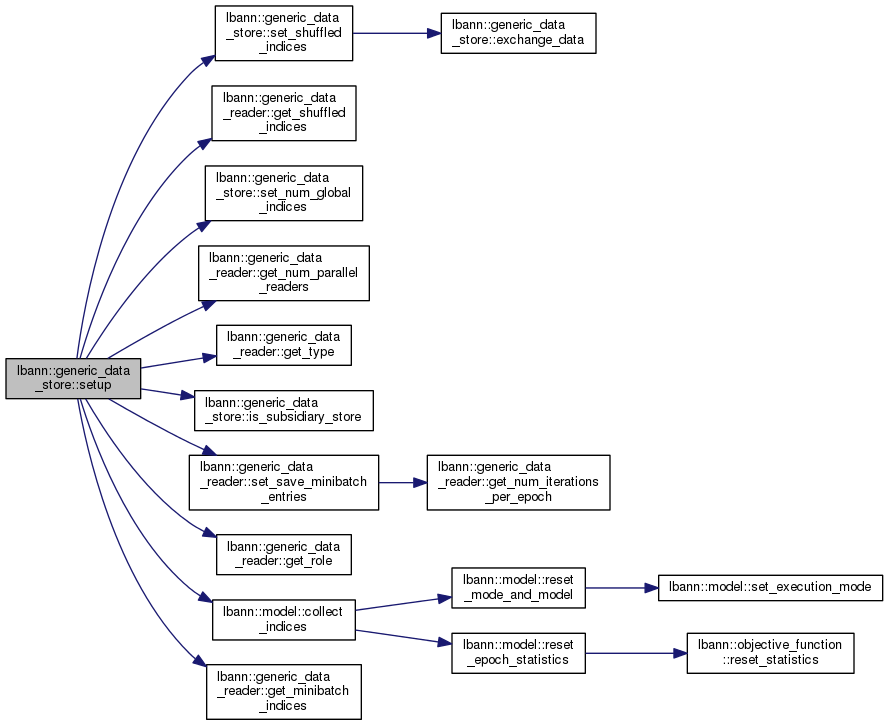 lbann::generic_data
_store::set_shuffled
_indices
lbann::generic_data
_store::exchange_data
lbann::generic_data
_reader::get_shuffled
_indices
lbann::generic_data
_store::set_num_global
_indices
lbann::generic_data
_reader::get_num_parallel
_readers
lbann::generic_data
_reader::get_type
lbann::generic_data
_store::setup
lbann::generic_data
_store::is_subsidiary_store
lbann::generic_data
_reader::set_save_minibatch
_entries
lbann::generic_data
_reader::get_num_iterations
_per_epoch
lbann::generic_data
_reader::get_role
lbann::model::collect
_indices
lbann::model::reset
_mode_and_model
lbann::model::set_execution_mode
lbann::model::reset
_epoch_statistics
lbann::objective_function
::reset_statistics
lbann::generic_data
_reader::get_minibatch
_indices